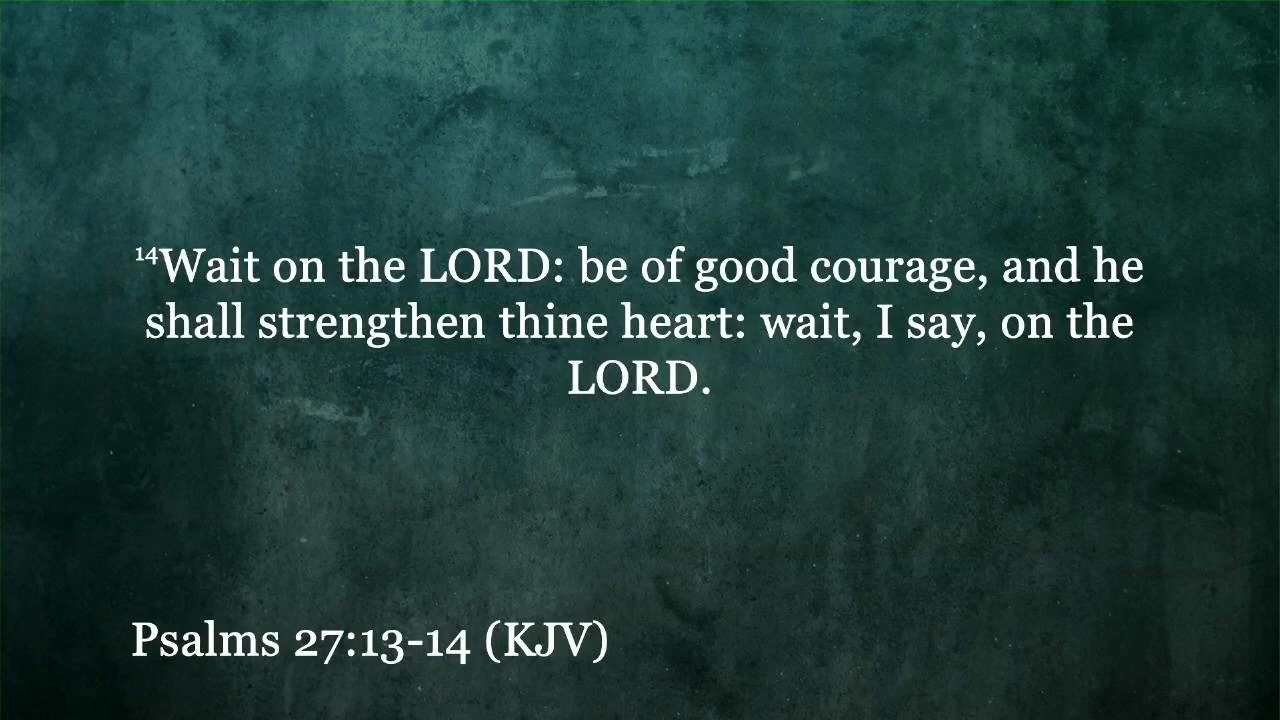 ¹⁴Wait on the LORD: be of good courage, and he
shall strengthen thine heart: wait, I say, on the
LORD.
Psalms 27:13-14 (KJV)